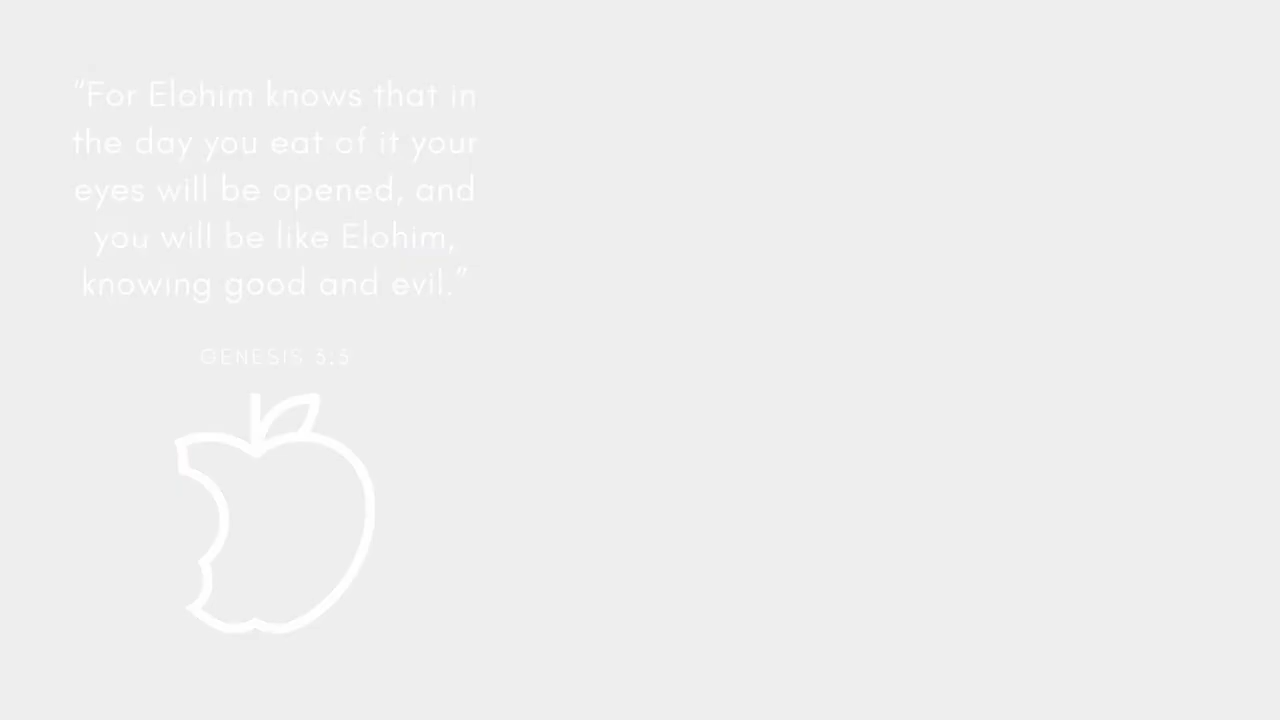 “For Elohim knows that in
the day you eat of it your
eyes will be opened, and
you will be like Elohim,
knowing good and evil.”
GENESIS 3:5